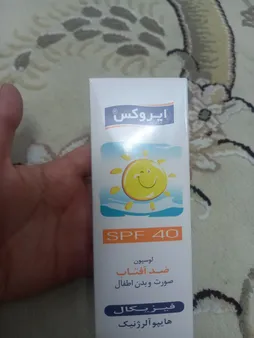 ایروکس
SPF 40
لوسیون
ضد آفتاب
صورت و بدن اطفال
فیزیکال
هایپوآلرژنیک